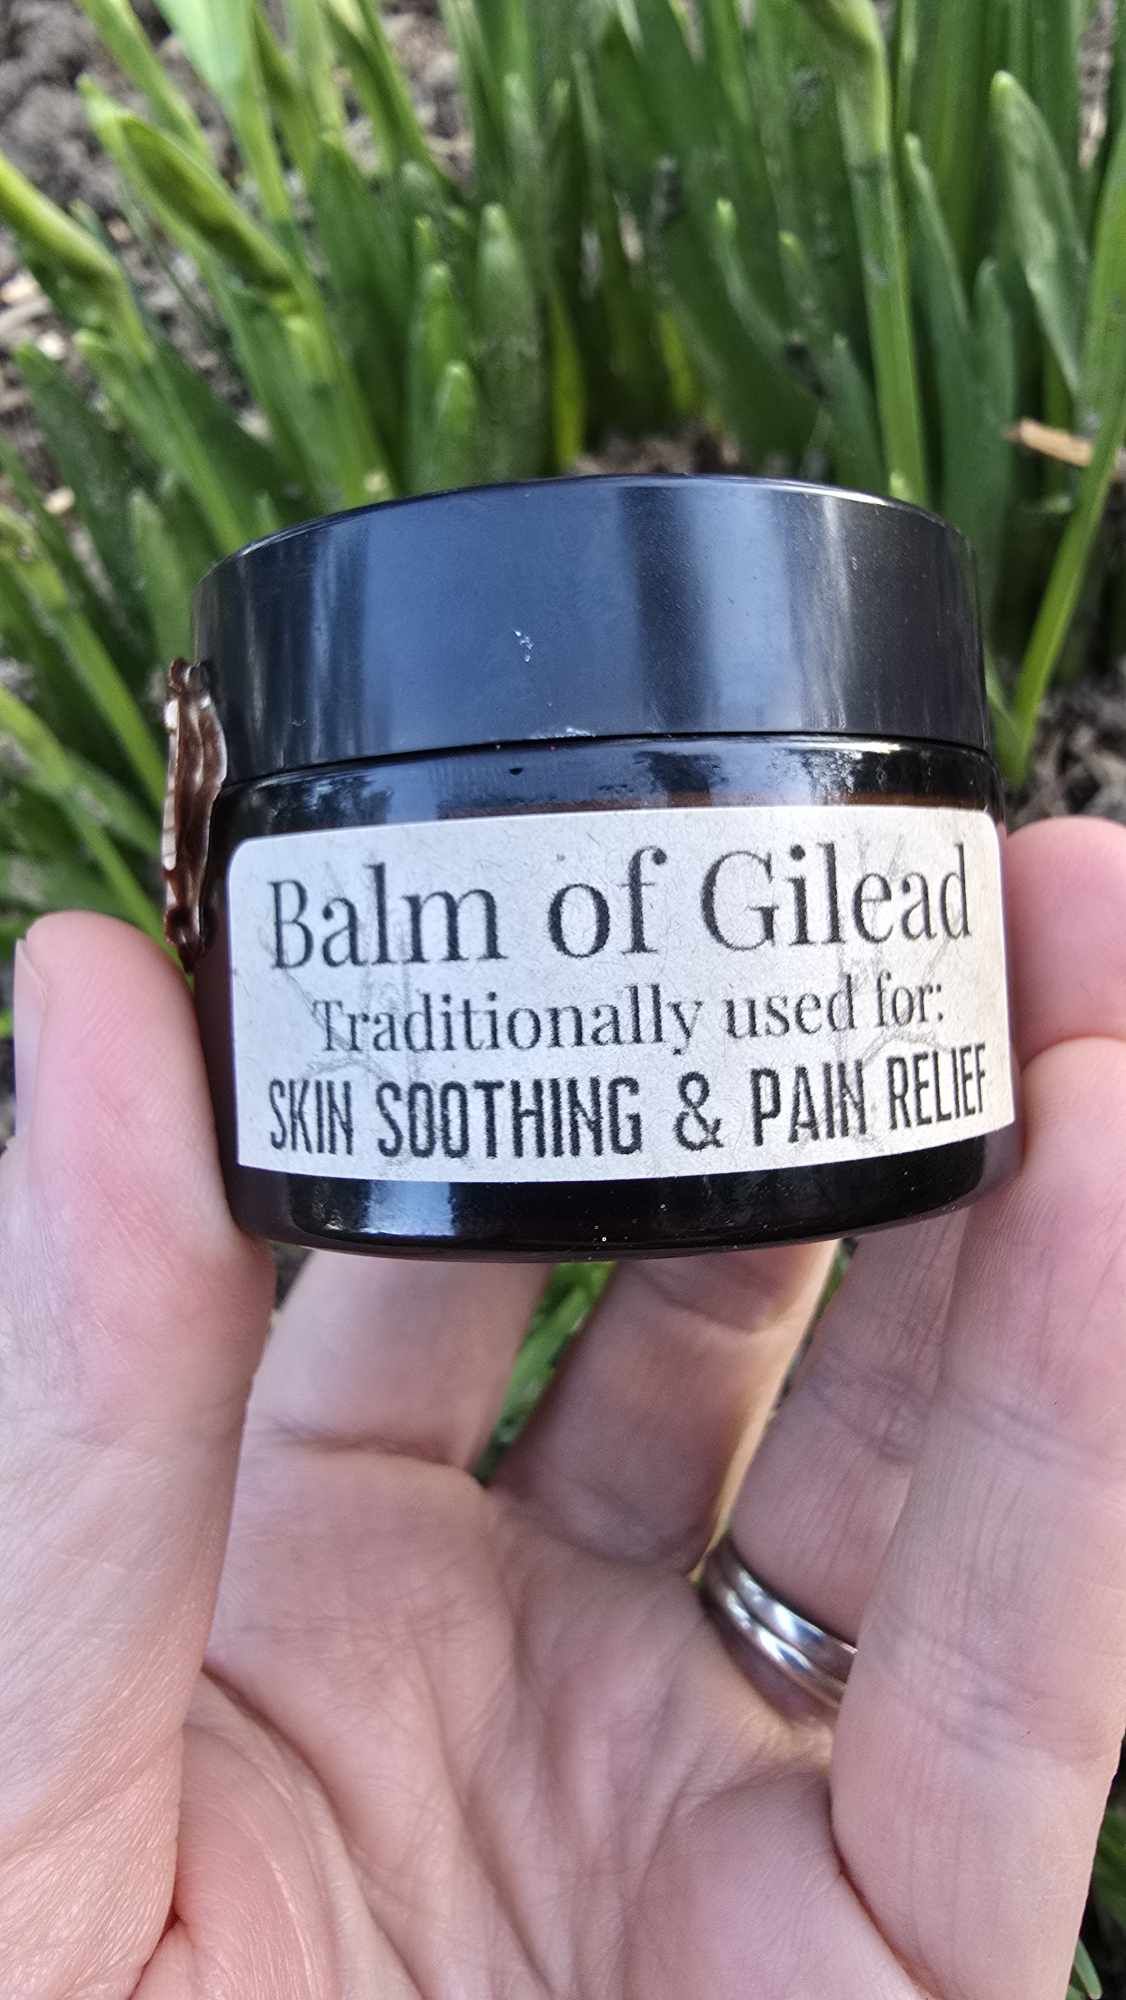 Balm of Gilead
Traditionally used for:
SKIN SOOTHING & PAIN RELIEF